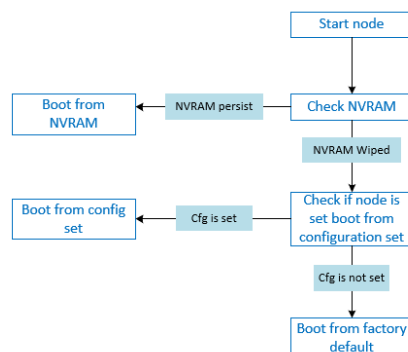 Start node
Boot from
NVRAM
NVRAM persist
Check NVRAM
NVRAM Wiped
Boot from config
set
Cfg is set
Check if node is
set boot from
configuration set
Cfg is not set
Boot from factory
default